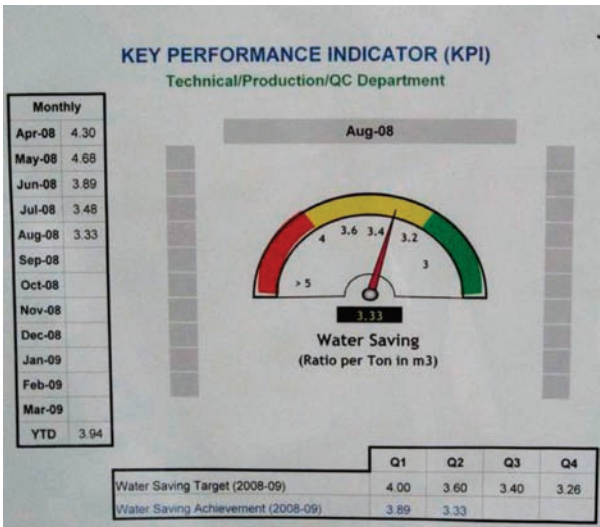 KEY PERFORMANCE INDICATOR (KPI)
Technical/Production/QC Department
Monthly
Apr-08 4.30
May-08 4.68
Jun-08 3.89
Jul-08 3.48
Aug-08 3.33
Sep-08
Oct-08
Nov-08
Dec-08
Jan-09
Feb-09
Mar-09
YTD 3.94
Aug-08
> 5
4
3.6
3.4
3.2
3
3.33
Water Saving
(Ratio per Ton in m3)
Q1 Q2 Q3 Q4
Water Saving Target (2008-09) 4.00 3.60 3.40 3.26
Water Saving Achievement (2008-09) 3.89 3.33